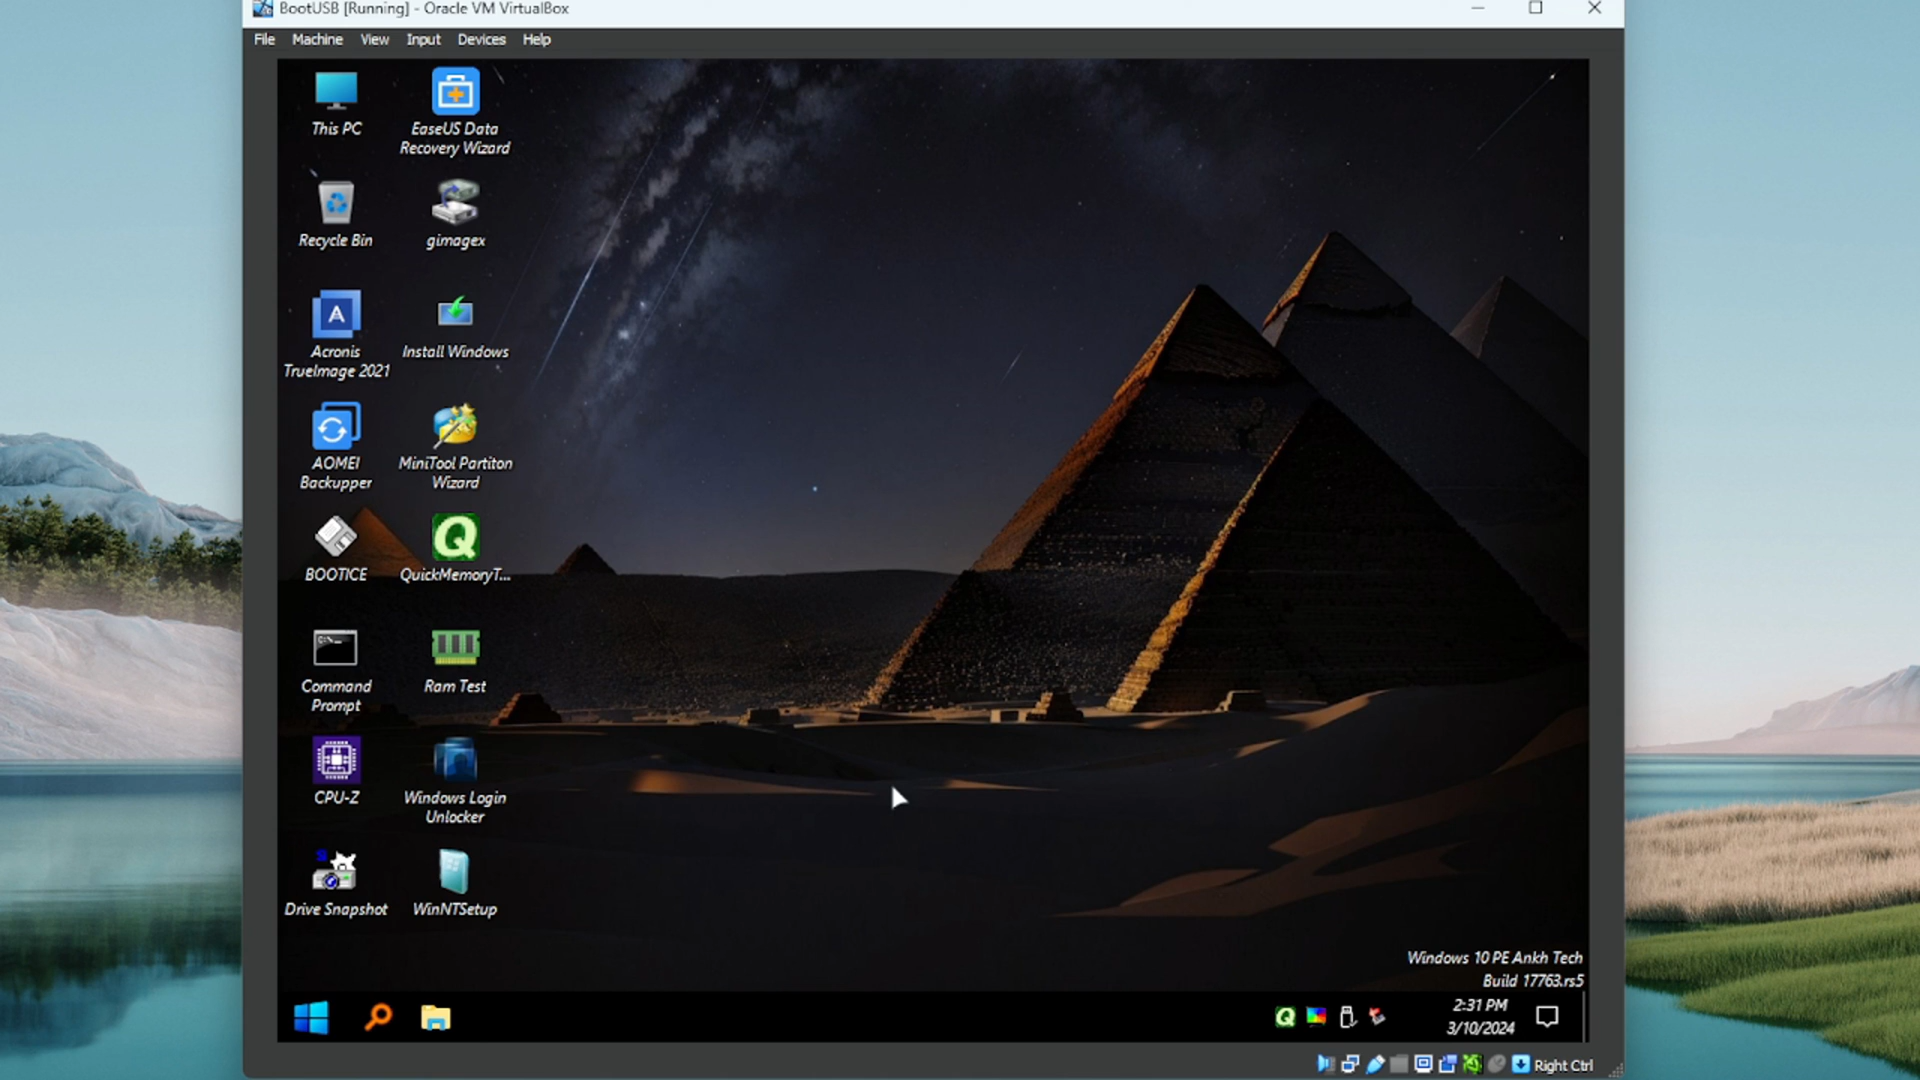 BootUSB [Running] - Oracle VM VirtualBox
File Machine View Input Devices Help
This PC
EaseUS Data
Recovery Wizard
Recycle Bin
gimagex
Acronis
TrueImage 2021
Install Windows
AOMEI
Backupper
MiniTool Partiton
Wizard
BOOTICE
QuickMemoryT...
Command
Prompt
Ram Test
CPU-Z
Windows Login
Unlocker
Drive Snapshot
WinNTSetup
Windows 10 PE Ankh Tech
Build 17763.rs5
2:31 PM
3/10/2024
Right Ctrl